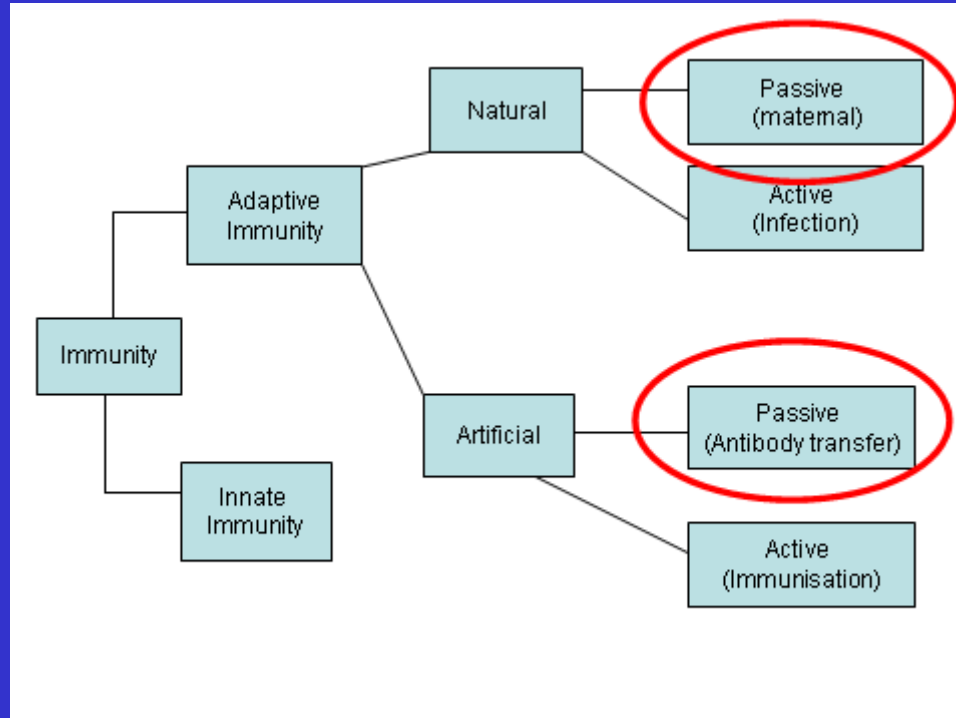 Natural
Passive
(maternal)
Adaptive
Immunity
Active
(Infection)
Immunity
Artificial
Passive
(Antibody transfer)
Innate
Immunity
Active
(Immunisation)